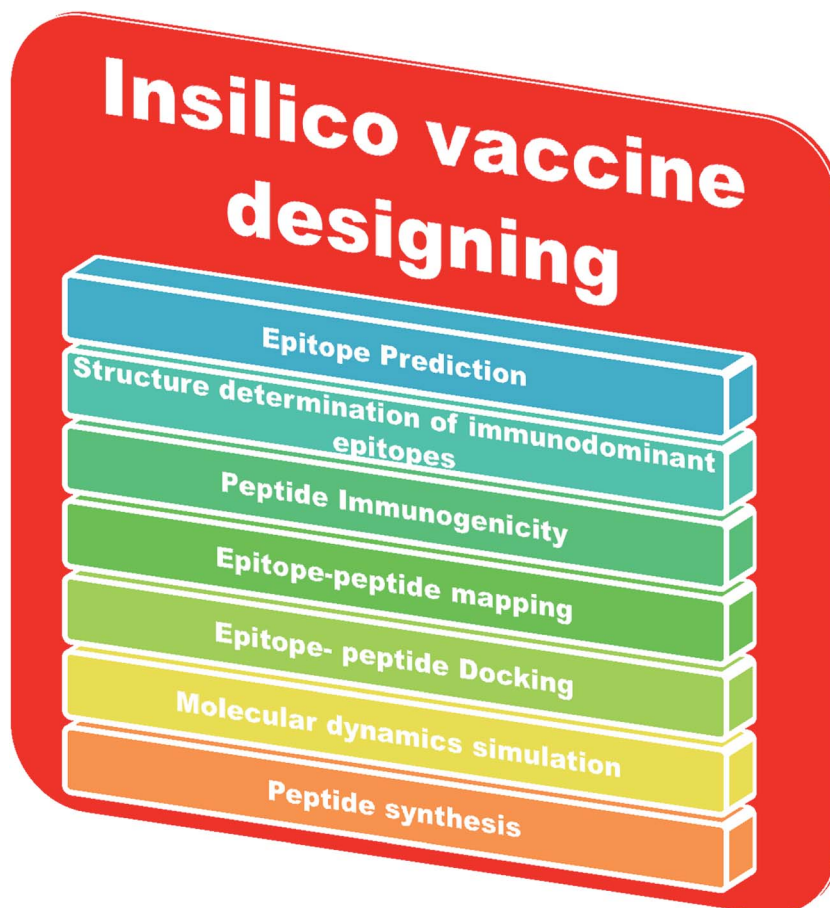 Insilico vaccine
designing
Epitope Prediction
Structure determination of immunodominant
epitopes
Peptide Immunogenicity
Epitope-peptide mapping
Epitope- peptide Docking
Molecular dynamics simulation
Peptide synthesis